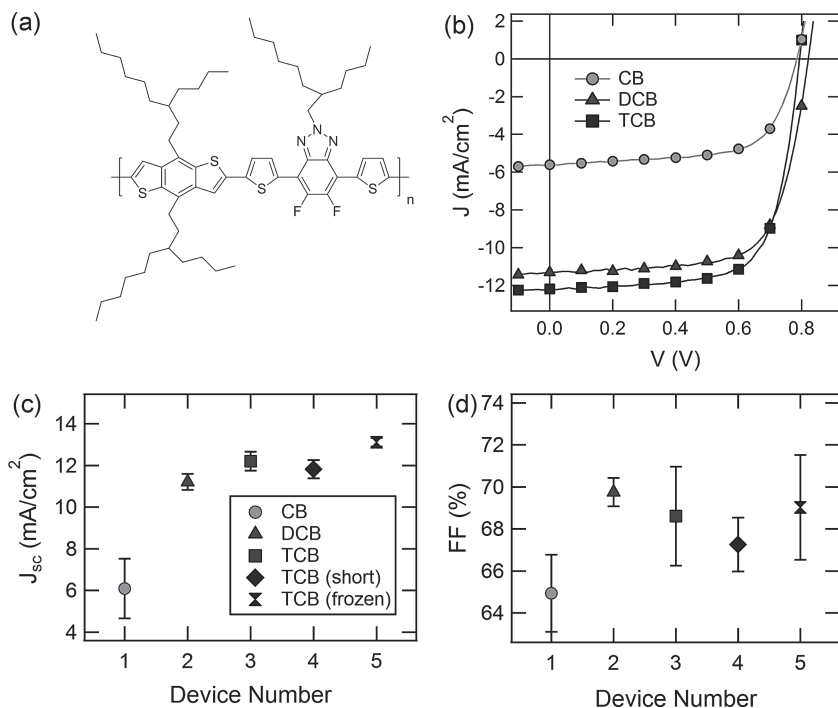 (a)
S
S
S
S
N
N
N
F
F
n
(b)
CB
DCB
TCB
J (mA/cm²)
2
0
-2
-4
-6
-8
-10
-12
0.0 0.2 0.4 0.6 0.8
V (V)
(c)
J_sc (mA/cm²)
14
12
10
8
6
4
CB
DCB
TCB
TCB (short)
TCB (frozen)
1 2 3 4 5
Device Number
(d)
FF (%)
74
72
70
68
66
64
1 2 3 4 5
Device Number